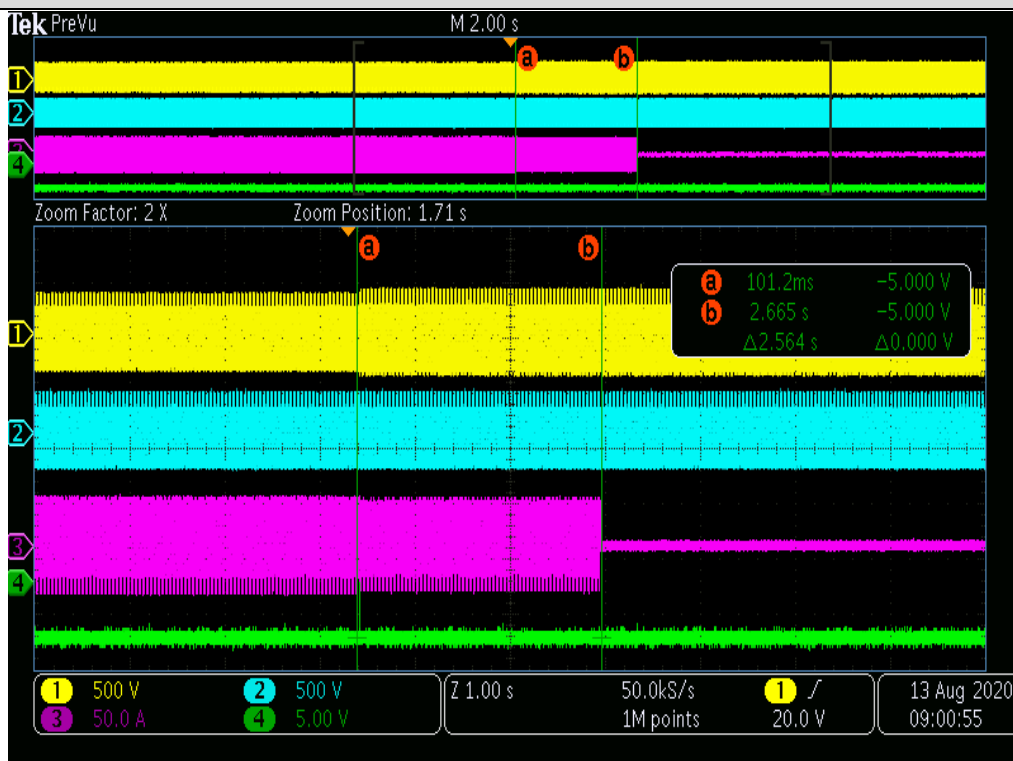 Tek PreVu M 2.00 s
a b
1
2
3
4
Zoom Factor: 2 X Zoom Position: 1.71 s
a b
a 101.2ms -5.000 V
b 2.665 s -5.000 V
Δ2.564 s Δ0.000 V
1
2
3
4
1 500 V 2 500 V Z 1.00 s 50.0kS/s 1 13 Aug 2020
3 50.0 A 4 5.00 V 1M points 20.0 V 09:00:55